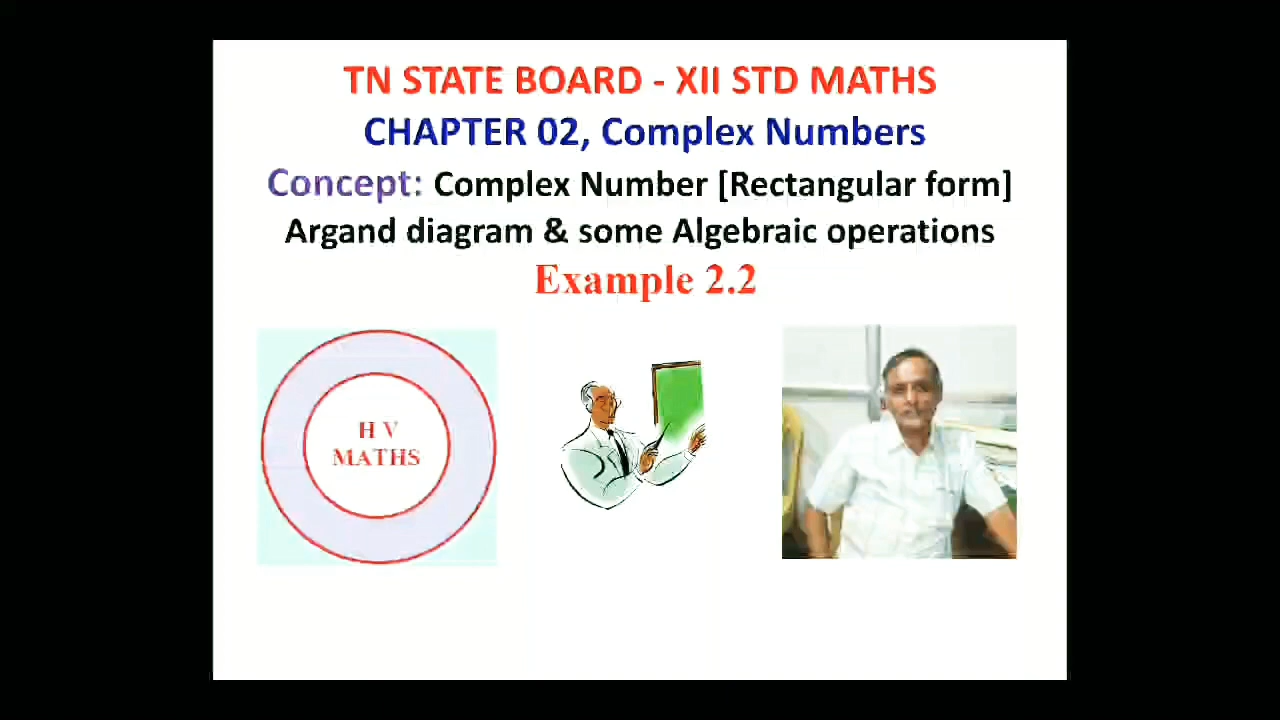 TN STATE BOARD - XII STD MATHS
CHAPTER 02, Complex Numbers
Concept: Complex Number [Rectangular form]
Argand diagram & some Algebraic operations
Example 2.2
H V
MATHS